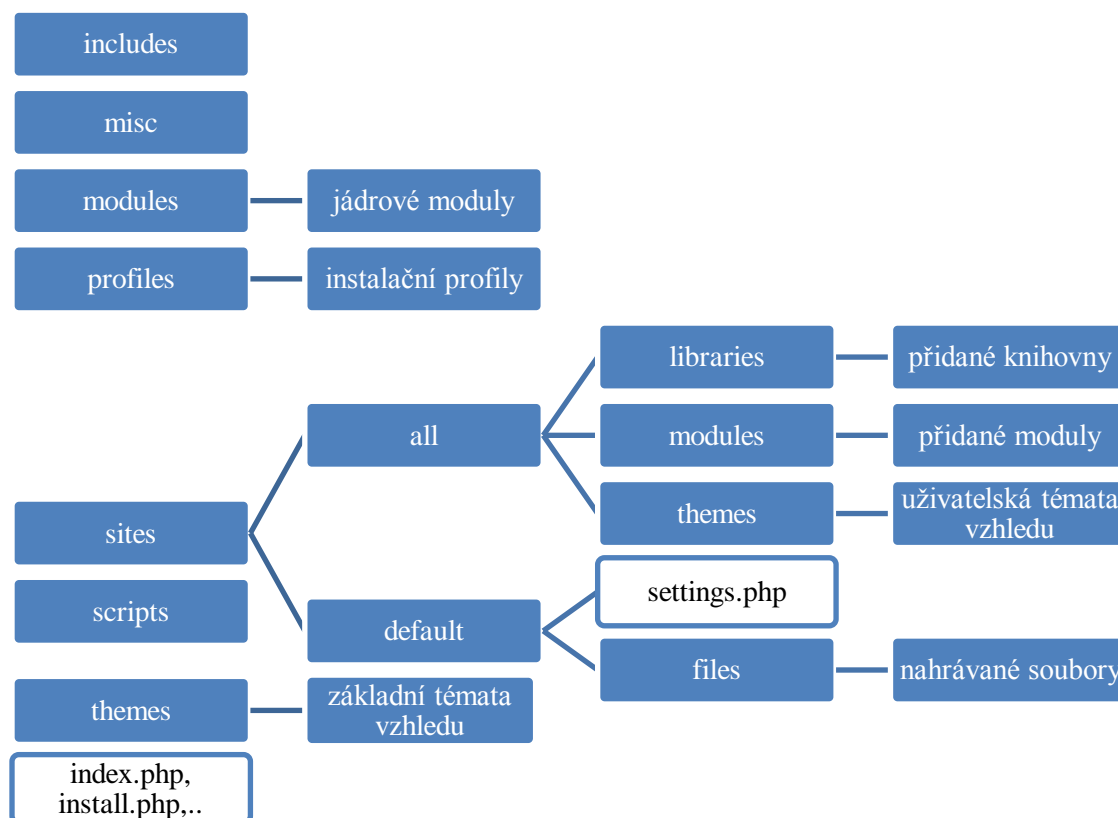 includes
misc
modules
jádrové moduly
profiles
instalační profily
libraries
přidané knihovny
all
modules
přidané moduly
themes
uživatelská témata
vzhledu
sites
settings.php
scripts
default
files
nahrávané soubory
themes
základní témata
vzhledu
index.php,
install.php,..